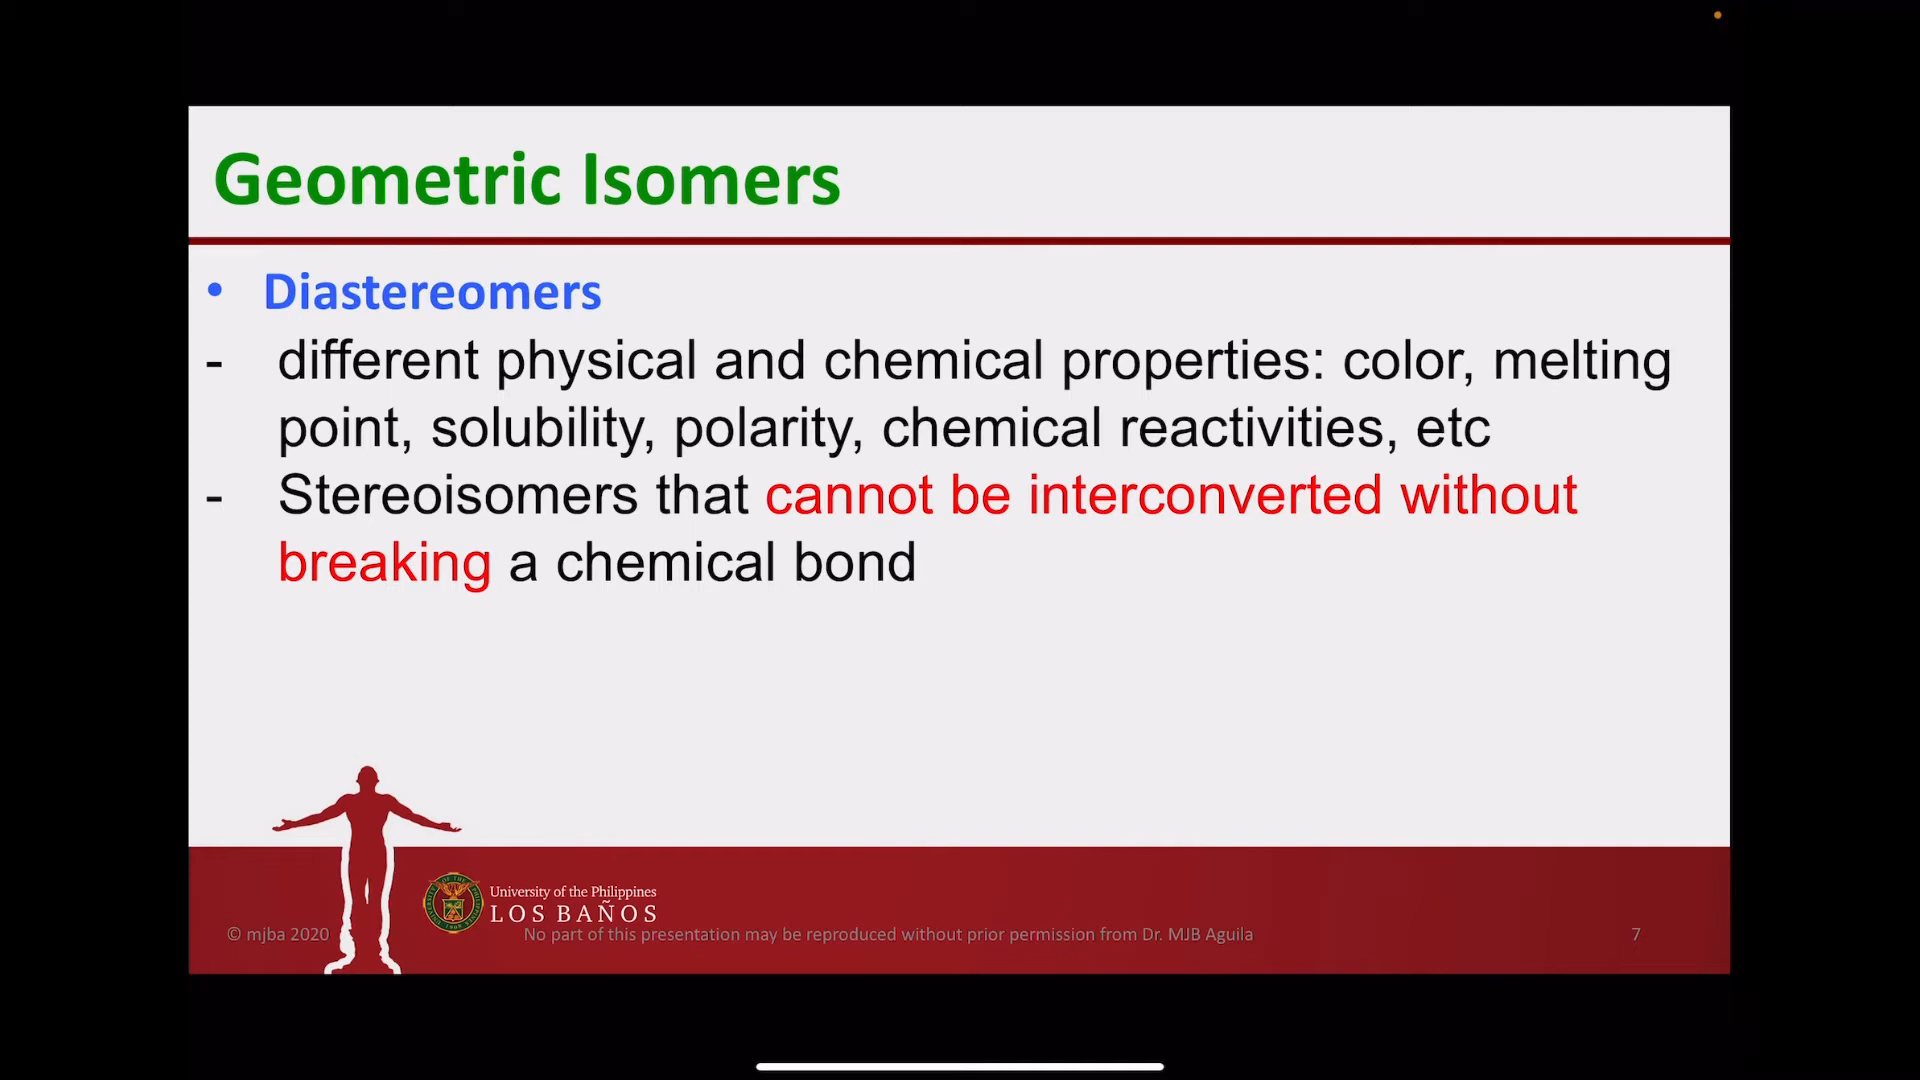 Geometric Isomers
• Diastereomers
- different physical and chemical properties: color, melting
point, solubility, polarity, chemical reactivities, etc
- Stereoisomers that cannot be interconverted without
breaking a chemical bond
University of the Philippines
LOS BAÑOS
© mjba 2020
No part of this presentation may be reproduced without prior permission from Dr. MJB Aguila
7